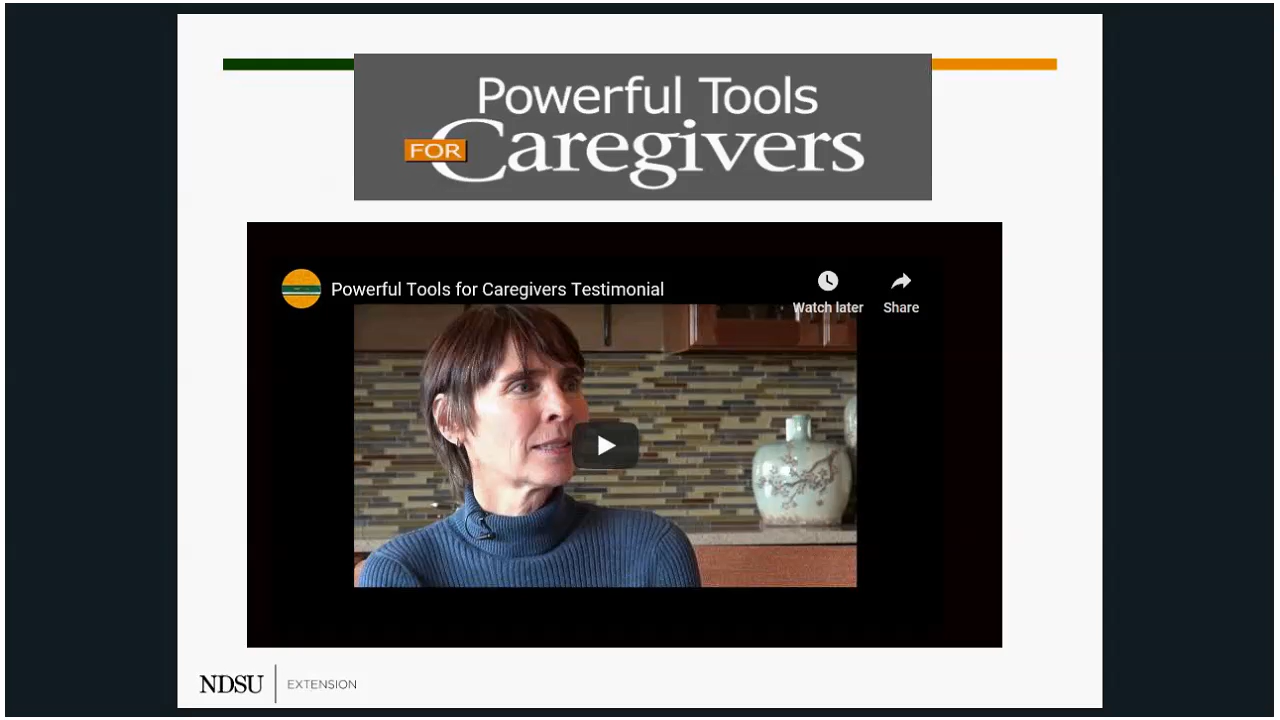 Powerful Tools
FOR Caregivers
Powerful Tools for Caregivers Testimonial
Watch later
Share
NDSU EXTENSION